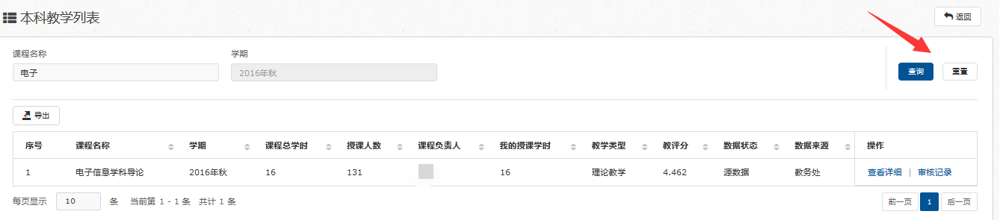 本科教学列表
返回
课程名称 学期
电子 2016年秋 查询 重置
导出
序号 课程名称 学期 课程总学时 授课人数 课程负责人 我的授课学时 教学类型 教评分 数据状态 数据来源 操作
1 电子信息学科导论 2016年秋 16 131 16 理论教学 4.462 源数据 教务处 查看详细 | 审核记录
每页显示 10 条 当前第 1 - 1 条 共计 1 条 前一页 1 后一页